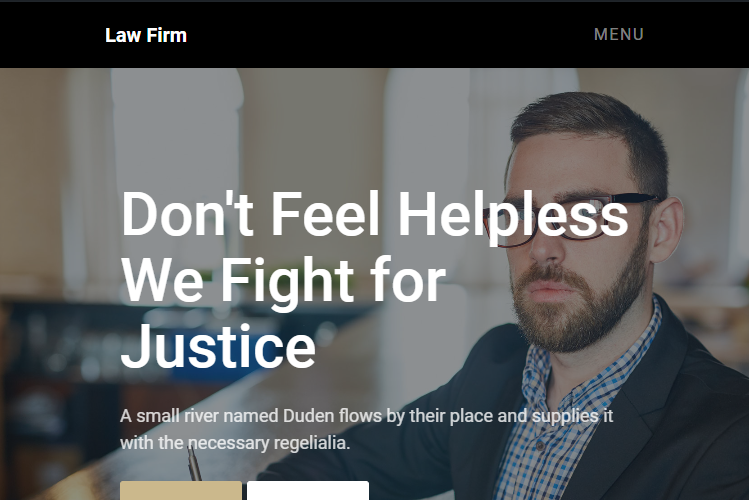 Law Firm
MENU
Don't Feel Helpless
We Fight for
Justice
A small river named Duden flows by their place and supplies it
with the necessary regelialia.